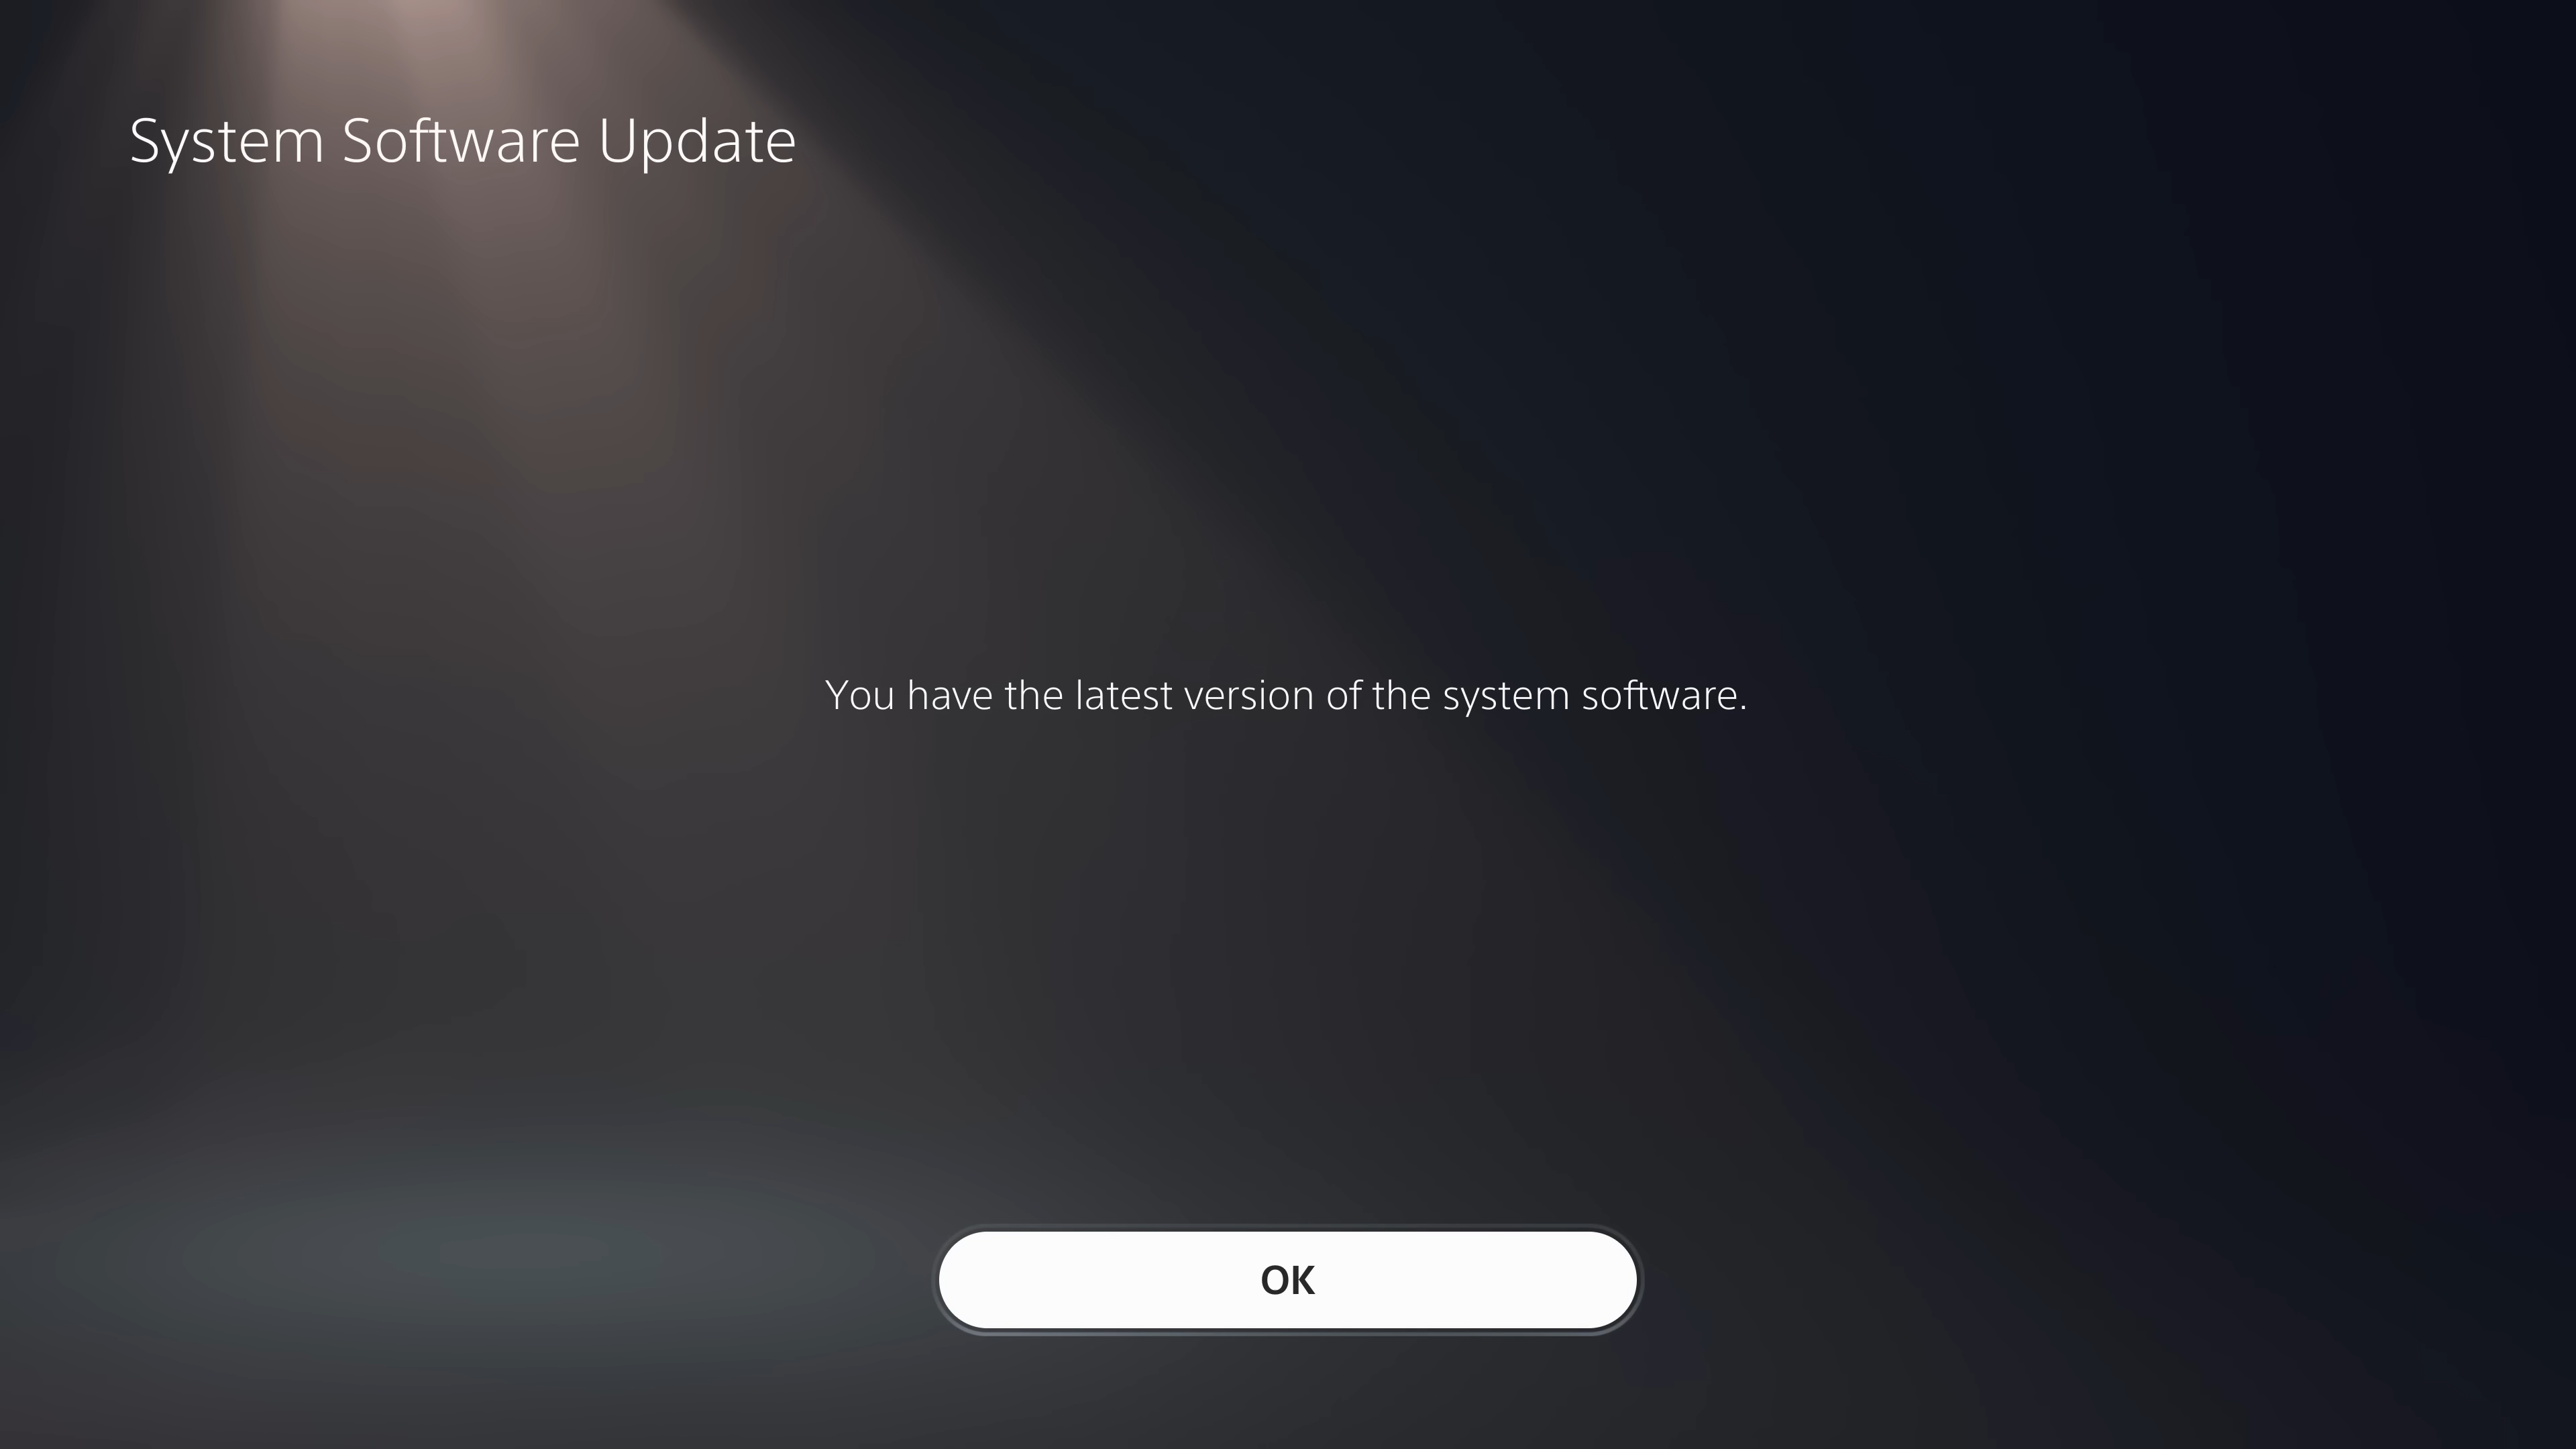 System Software Update
You have the latest version of the system software.
OK